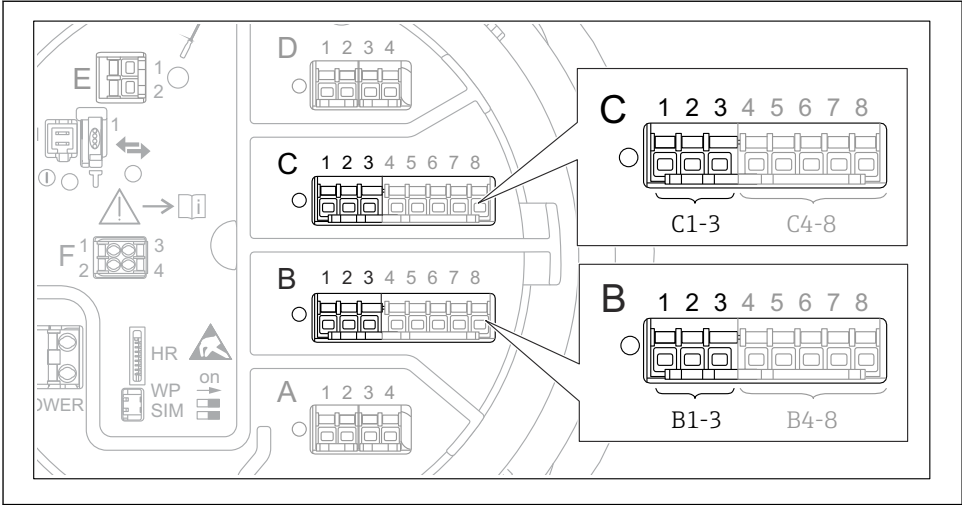 D 1 2 3 4
E 1
2
1
C 1 2 3 4 5 6 7 8
i
F 1 3
2 4
B 1 2 3 4 5 6 7 8
HR
on
WP
SIM
OWER
A 1 2 3 4
C 1 2 3 4 5 6 7 8
C1-3 C4-8
B 1 2 3 4 5 6 7 8
B1-3 B4-8